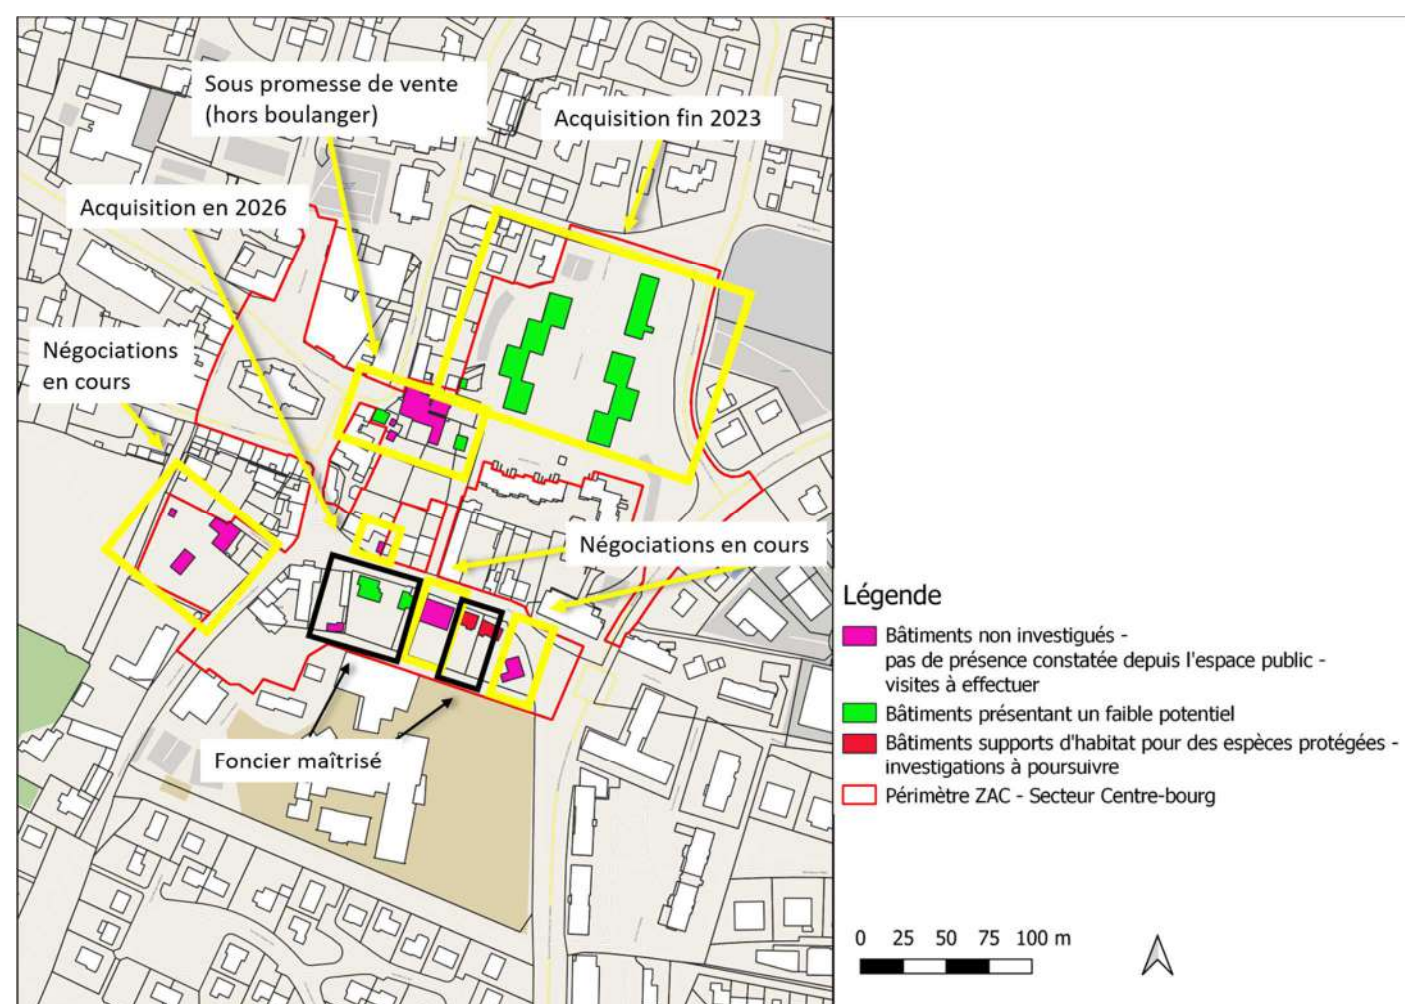 Sous promesse de vente
(hors boulanger)
Acquisition fin 2023
Acquisition en 2026
Négociations
en cours
Négociations en cours
Foncier maîtrisé
Légende
Bâtiments non investigués -
pas de présence constatée depuis l'espace public -
visites à effectuer
Bâtiments présentant un faible potentiel
Bâtiments supports d'habitat pour des espèces protégées -
investigations à poursuivre
Périmètre ZAC - Secteur Centre-bourg
0 25 50 75 100 m